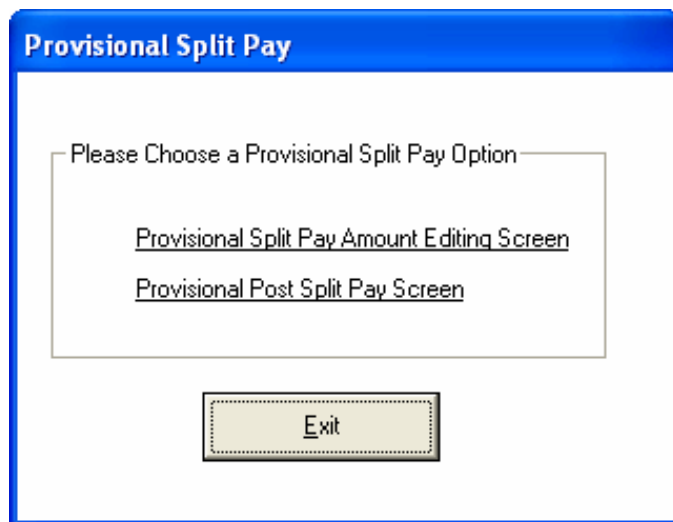 Provisional Split Pay
Please Choose a Provisional Split Pay Option
Provisional Split Pay Amount Editing Screen
Provisional Post Split Pay Screen
Exit